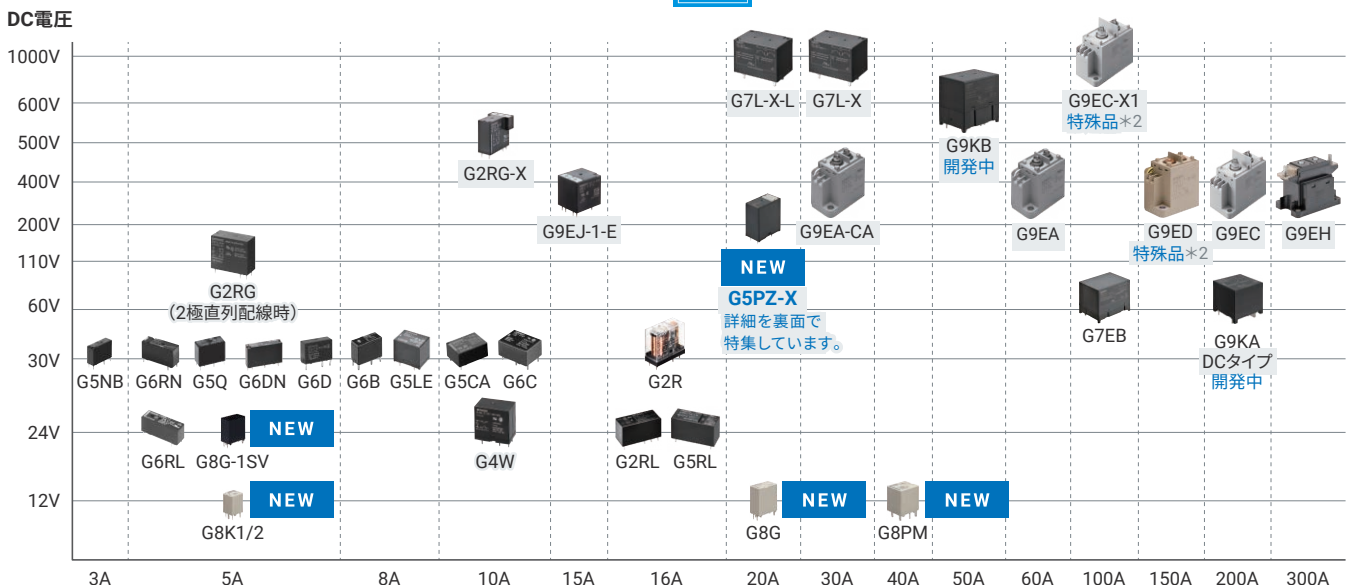 DC電圧
1000V
G7L-X-L G7L-X
G9EC-X1
特殊品＊2
600V
G9KB
開発中
500V
G2RG-X
400V
G9EJ-1-E
G9EA-CA
G9EA
G9ED
特殊品＊2
G9EC
G9EH
200V
NEW
G5PZ-X
詳細を裏面で
特集しています。
110V
G2RG
（2極直列配線時）
60V
G7EB
G9KA
DCタイプ
開発中
30V
G5NB G6RN G5Q G6DN G6D G6B G5LE G5CA G6C G2R
24V
NEW
G6RL G8G-1SV G4W G2RL G5RL
12V
NEW
G8K1/2
NEW
G8G
NEW
G8PM
3A 5A 8A 10A 15A 16A 20A 30A 40A 50A 60A 100A 150A 200A 300A